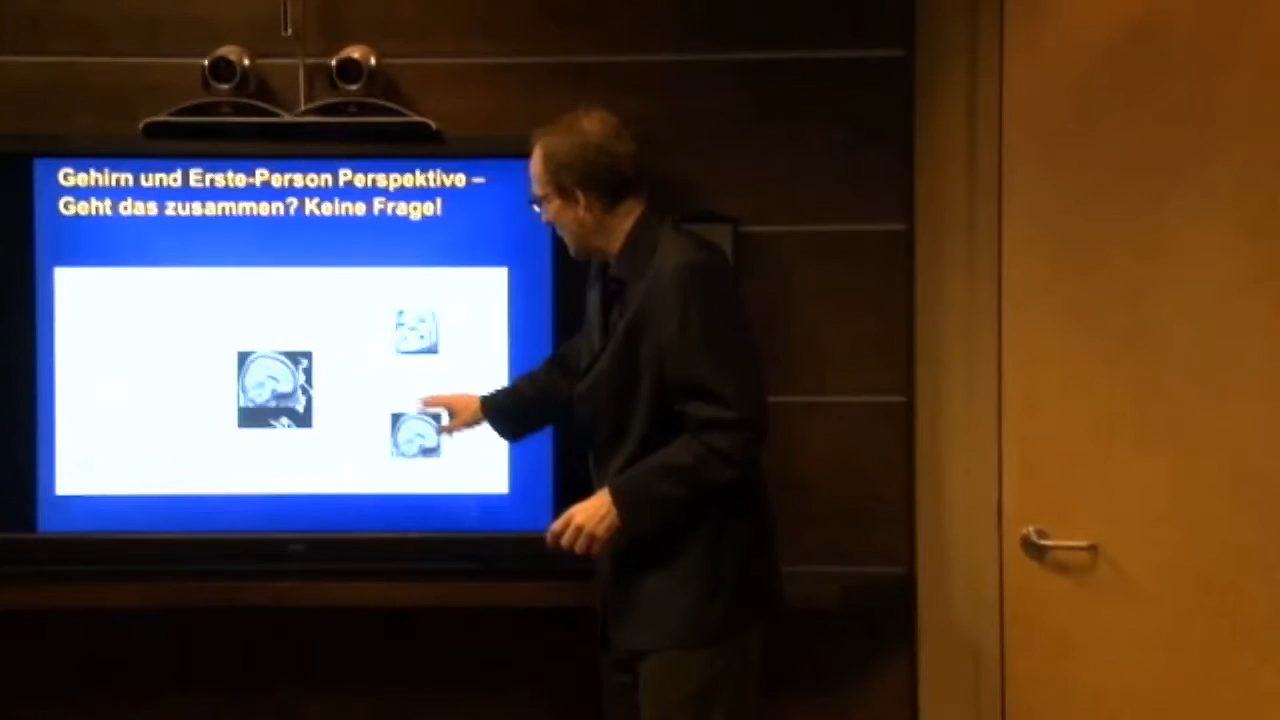 Gehirn und Erste-Person Perspektive –
Geht das zusammen? Keine Frage!